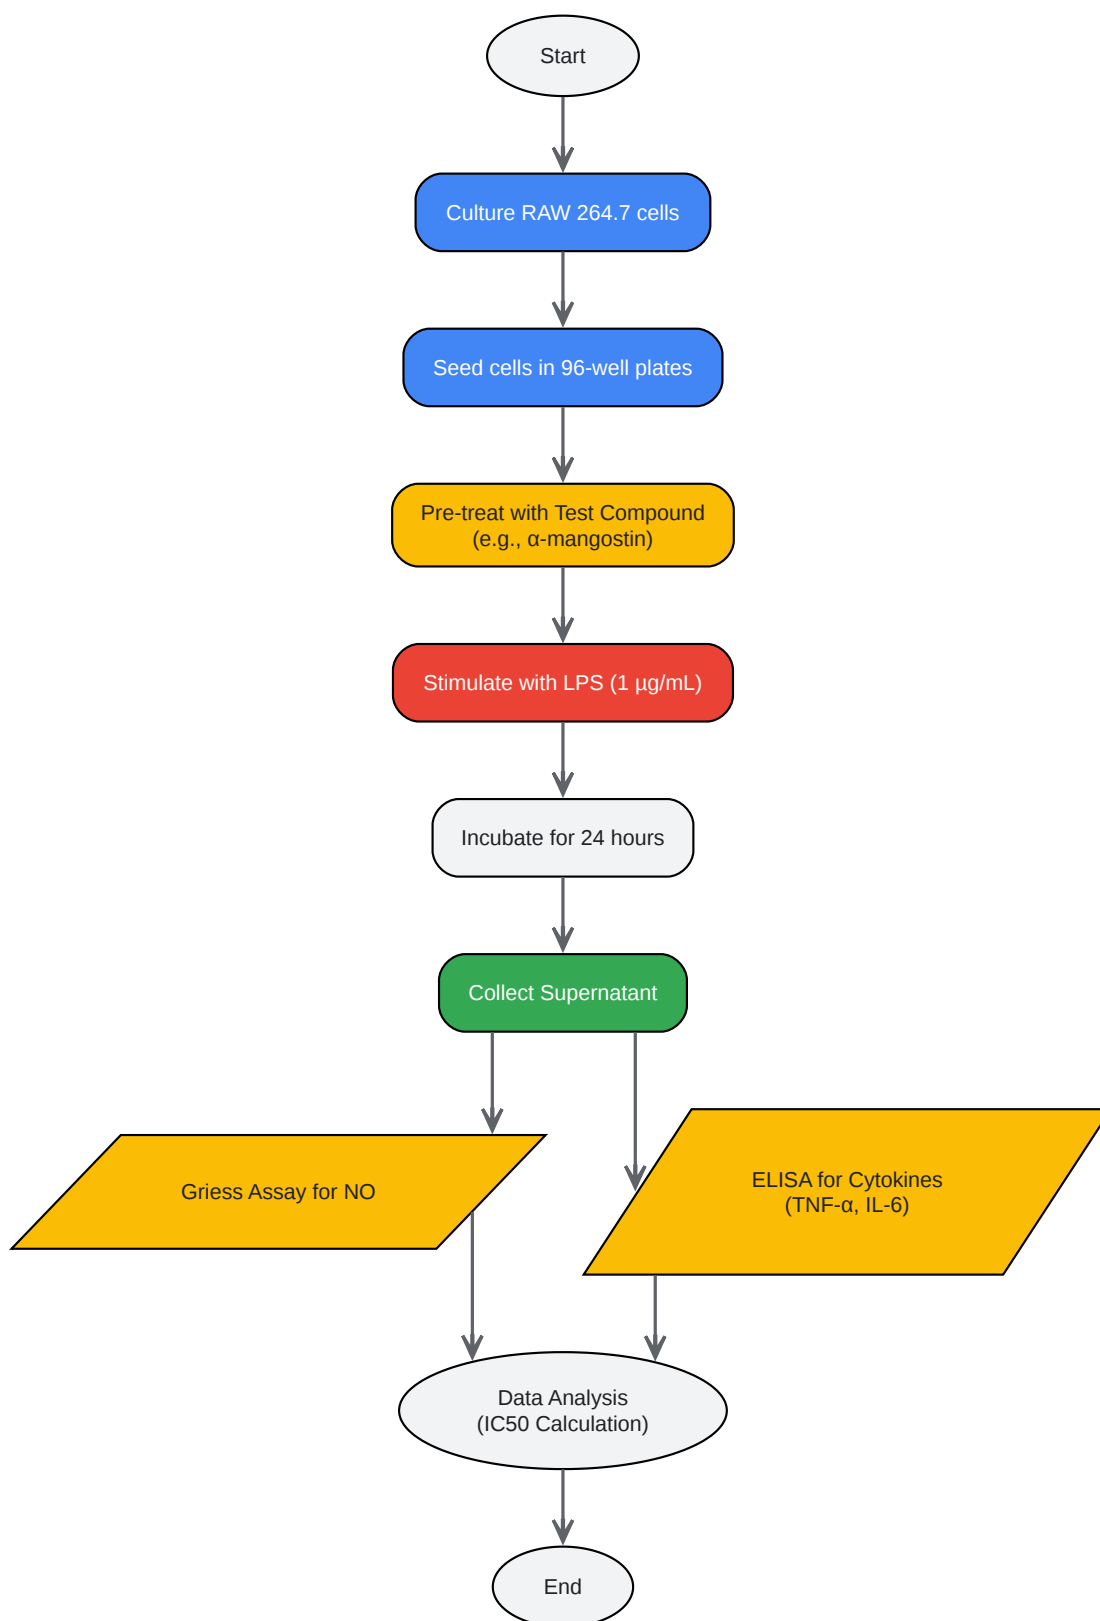 Start
Culture RAW 264.7 cells
Seed cells in 96-well plates
Pre-treat with Test Compound
(e.g., α-mangostin)
Stimulate with LPS (1 µg/mL)
Incubate for 24 hours
Collect Supernatant
Griess Assay for NO
ELISA for Cytokines
(TNF-α, IL-6)
Data Analysis
(IC50 Calculation)
End